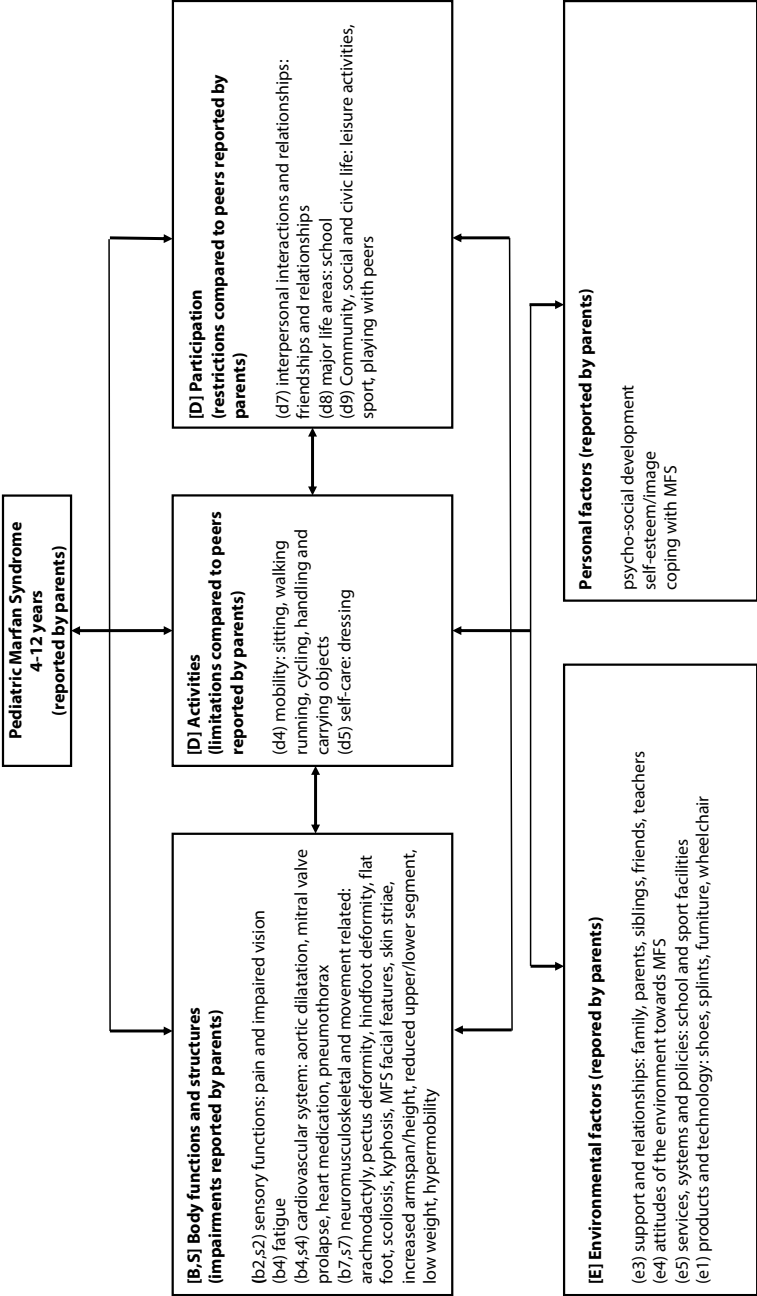 Pediatric Marfan Syndrome
4-12 years
(reported by parents)
[B,S] Body functions and structures
(impairments reported by parents)
(b2,s2) sensory functions: pain and impaired vision
(b4) fatigue
(b4,s4) cardiovascular system: aortic dilatation, mitral valve
prolapse, heart medication, pneumothorax
(b7,s7) neuromusculoskeletal and movement related:
arachnodactyly, pectus deformity, hindfoot deformity, flat
foot, scoliosis, kyphosis, MFS facial features, skin striae,
increased armspan/height, reduced upper/lower segment,
low weight, hypermobility
[D] Activities
(limitations compared to peers
reported by parents)
(d4) mobility: sitting, walking
running, cycling, handling and
carrying objects
(d5) self-care: dressing
[D] Participation
(restrictions compared to peers reported by
parents)
(d7) interpersonal interactions and relationships:
friendships and relationships
(d8) major life areas: school
(d9) Community, social and civic life: leisure activities,
sport, playing with peers
[E] Environmental factors (repored by parents)
(e3) support and relationships: family, parents, siblings, friends, teachers
(e4) attitudes of the environment towards MFS
(e5) services, systems and policies: school and sport facilities
(e1) products and technology: shoes, splints, furniture, wheelchair
Personal factors (reported by parents)
psycho-social development
self-esteem/image
coping with MFS